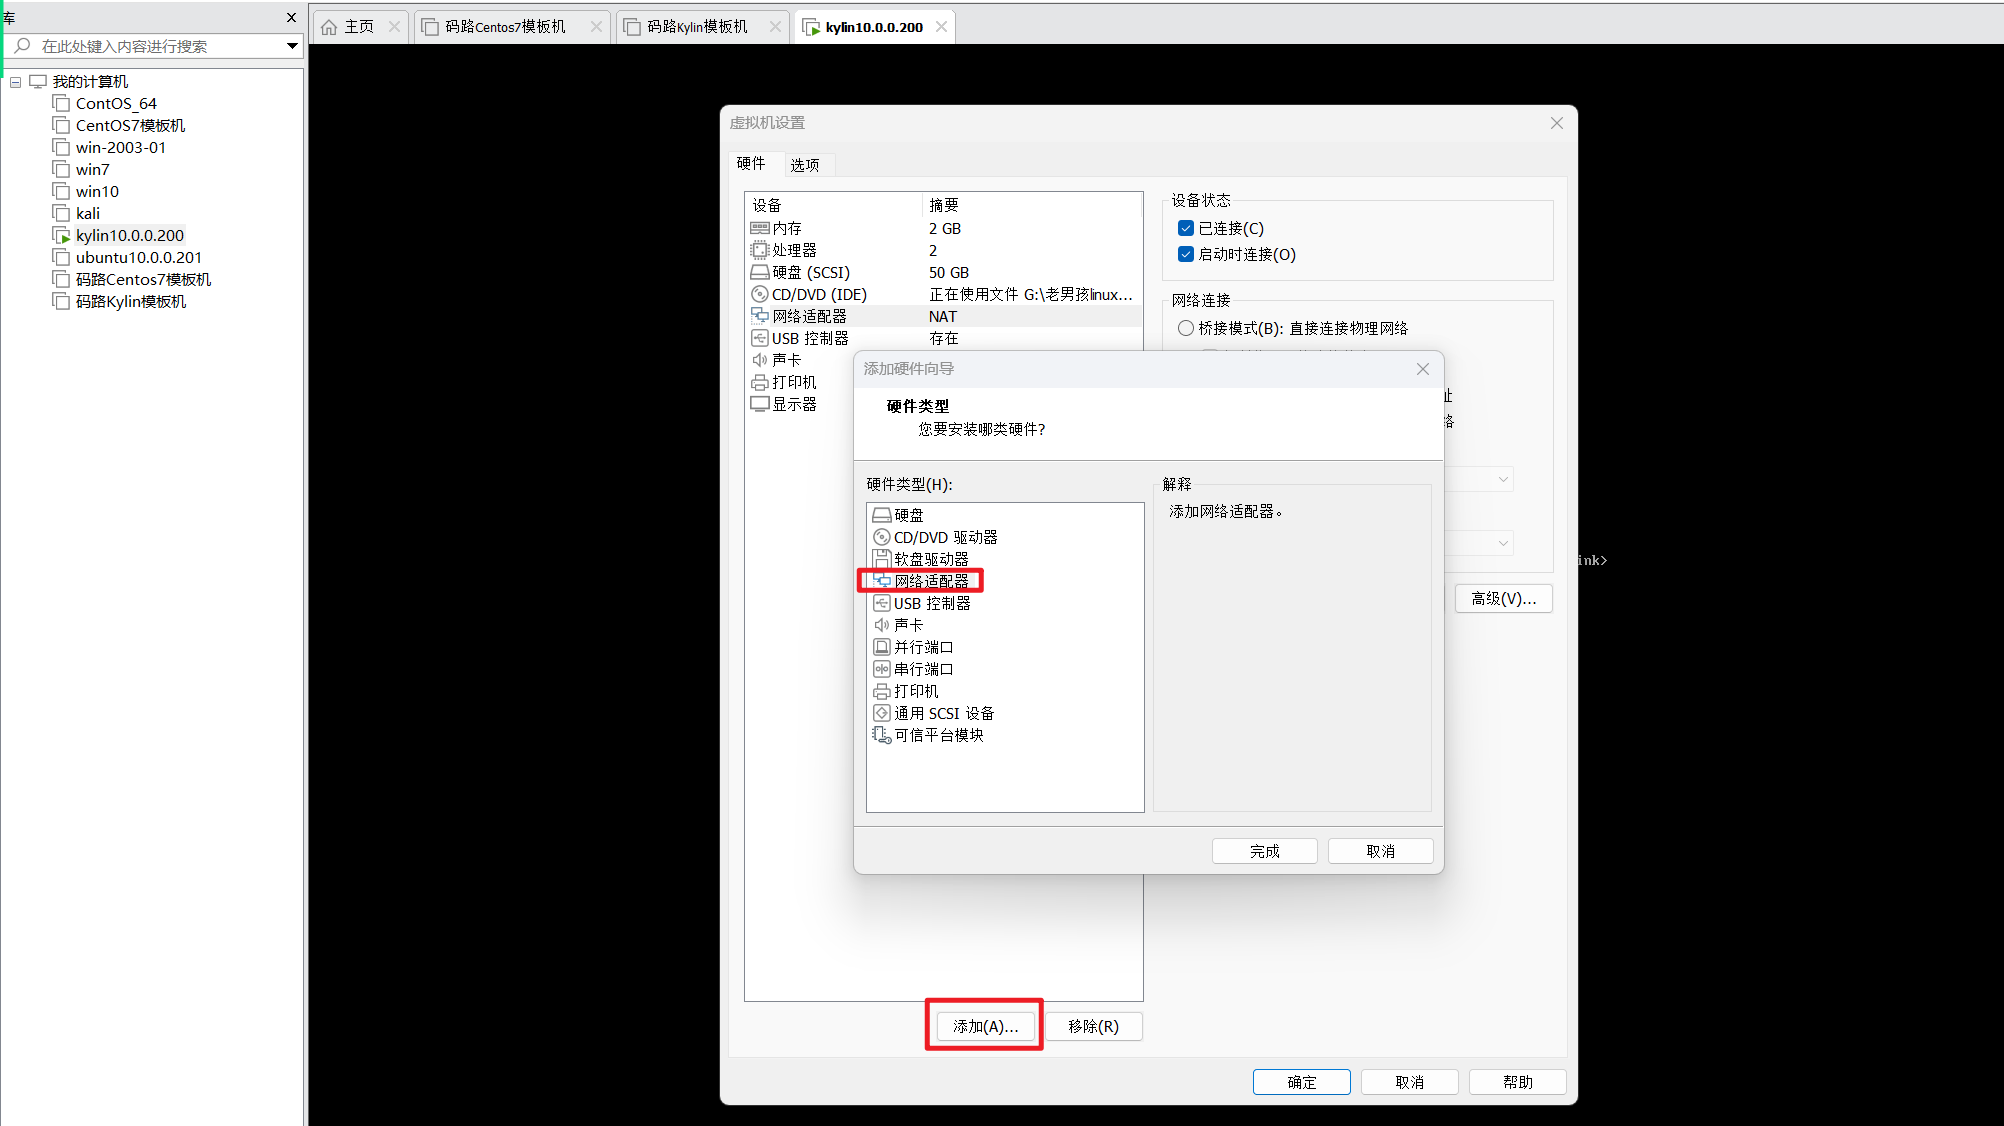 库
在此处键入内容进行搜索
我的计算机
ContOS_64
CentOS7模板机
win-2003-01
win7
win10
kali
kylin10.0.0.200
ubuntu10.0.0.201
码路Centos7模板机
码路Kylin模板机
主页
码路Centos7模板机
码路Kylin模板机
kylin10.0.0.200
虚拟机设置
硬件
选项
设备 摘要
内存 2 GB
处理器 2
硬盘 (SCSI) 50 GB
CD/DVD (IDE) 正在使用文件 G:\老男孩linux...
网络适配器 NAT
USB 控制器 存在
声卡
打印机
显示器
设备状态
已连接(C)
启动时连接(O)
网络连接
桥接模式(B): 直接连接物理网络
址
络
高级(V)...
ink>
添加硬件向导
硬件类型
您要安装哪类硬件?
硬件类型(H):
硬盘
CD/DVD 驱动器
软盘驱动器
网络适配器
USB 控制器
声卡
并行端口
串行端口
打印机
通用 SCSI 设备
可信平台模块
解释
添加网络适配器。
完成
取消
添加(A)...
移除(R)
确定
取消
帮助